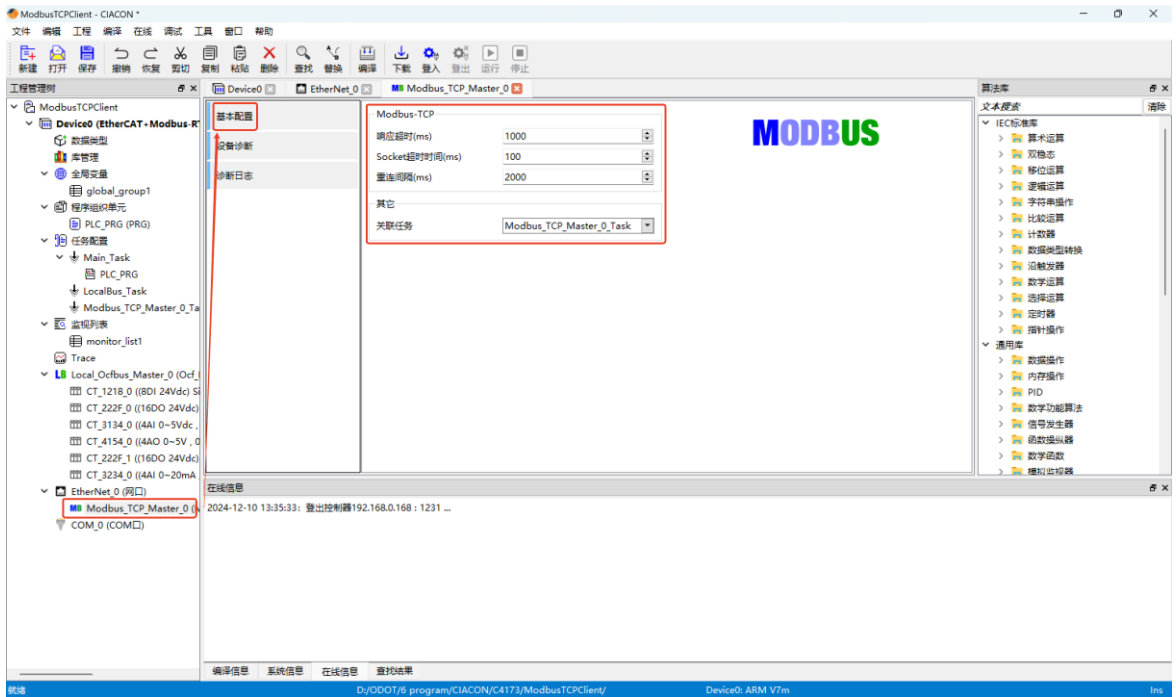 ModbusTCPClient - CIACON *
文件 编辑 工程 编译 在线 调试 工具 窗口 帮助
新建 打开 保存 撤销 恢复 剪切 复制 粘贴 删除 查找 替换 编译 下载 登入 登出 运行 停止
工程管理树
Device0 EtherNet_0 Modbus_TCP_Master_0
算法库
ModbusTCPClient
Device0 (EtherCAT+Modbus-R
数据类型
库管理
全局变量
global_group1
程序组织单元
PLC_PRG (PRG)
任务配置
Main_Task
PLC_PRG
LocalBus_Task
Modbus_TCP_Master_0_Ta
监视列表
monitor_list1
Trace
LB Local_Ocfbus_Master_0 (Ocf_
CT_1218_0 ((8DI 24Vdc) Si
CT_222F_0 ((16DO 24Vdc)
CT_3134_0 ((4AI 0~5Vdc ,
CT_4154_0 ((4AO 0~5V , 0
CT_222F_1 ((16DO 24Vdc)
CT_3234_0 ((4AI 0~20mA
EtherNet_0 (网口)
MB Modbus_TCP_Master_0 (
COM_0 (COM口)
基本配置
设备诊断
诊断日志
Modbus-TCP
响应超时(ms) 1000
Socket超时时间(ms) 100
重连间隔(ms) 2000
其它
关联任务 Modbus_TCP_Master_0_Task
MODBUS
文本搜索 清除
IEC标准库
算术运算
双稳态
移位运算
逻辑运算
字符串操作
比较运算
计数器
数据类型转换
沿触发器
数学运算
选择运算
定时器
指针操作
通用库
数据操作
内存操作
PID
数学功能算法
信号发生器
函数操纵器
数学函数
模拟监视器
在线信息
2024-12-10 13:35:33: 登出控制器192.168.0.168 : 1231 ...
编译信息 系统信息 在线信息 查找结果
就绪 D:/ODOT/6 program/CIACON/C4173/ModbusTCPClient/ Device0: ARM V7m Ins